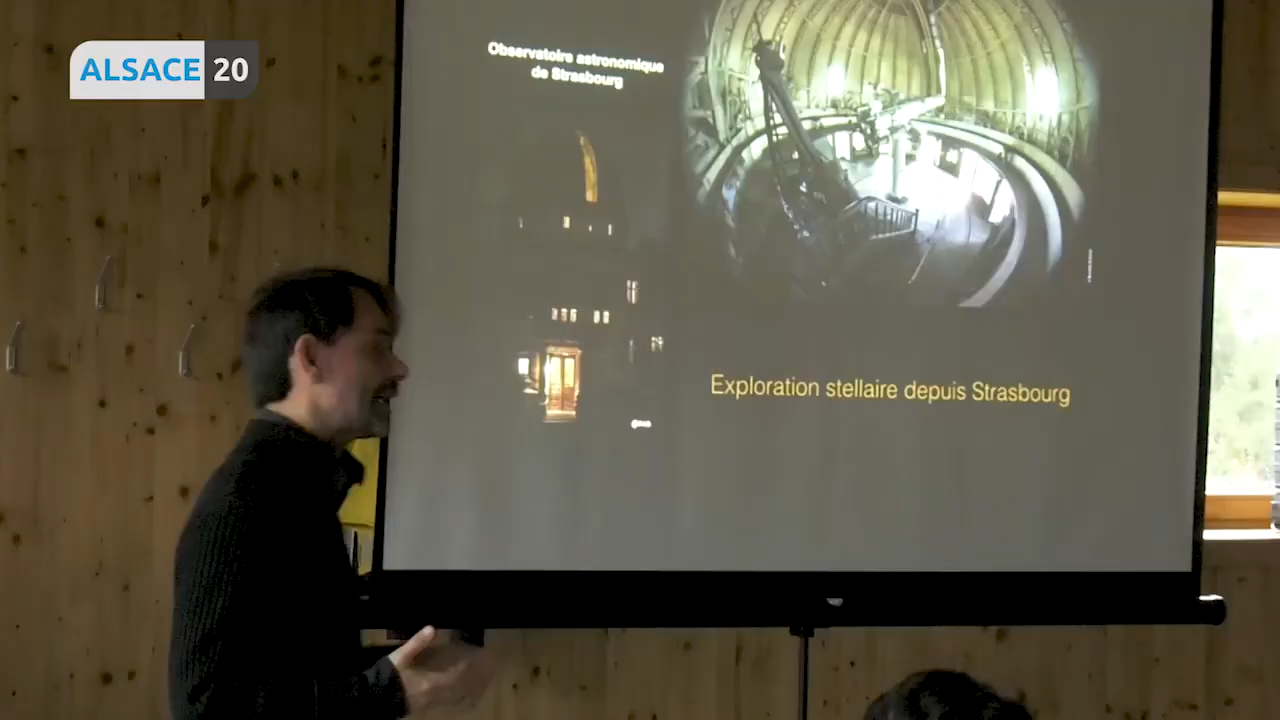 ALSACE 20
Observatoire astronomique
de Strasbourg
Exploration stellaire depuis Strasbourg